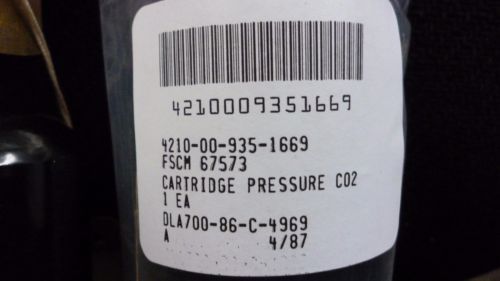 4210009351669
4210-00-935-1669
FSCM 67573
CARTRIDGE PRESSURE CO2
1 EA
DLA700-86-C-4969
A 4/87